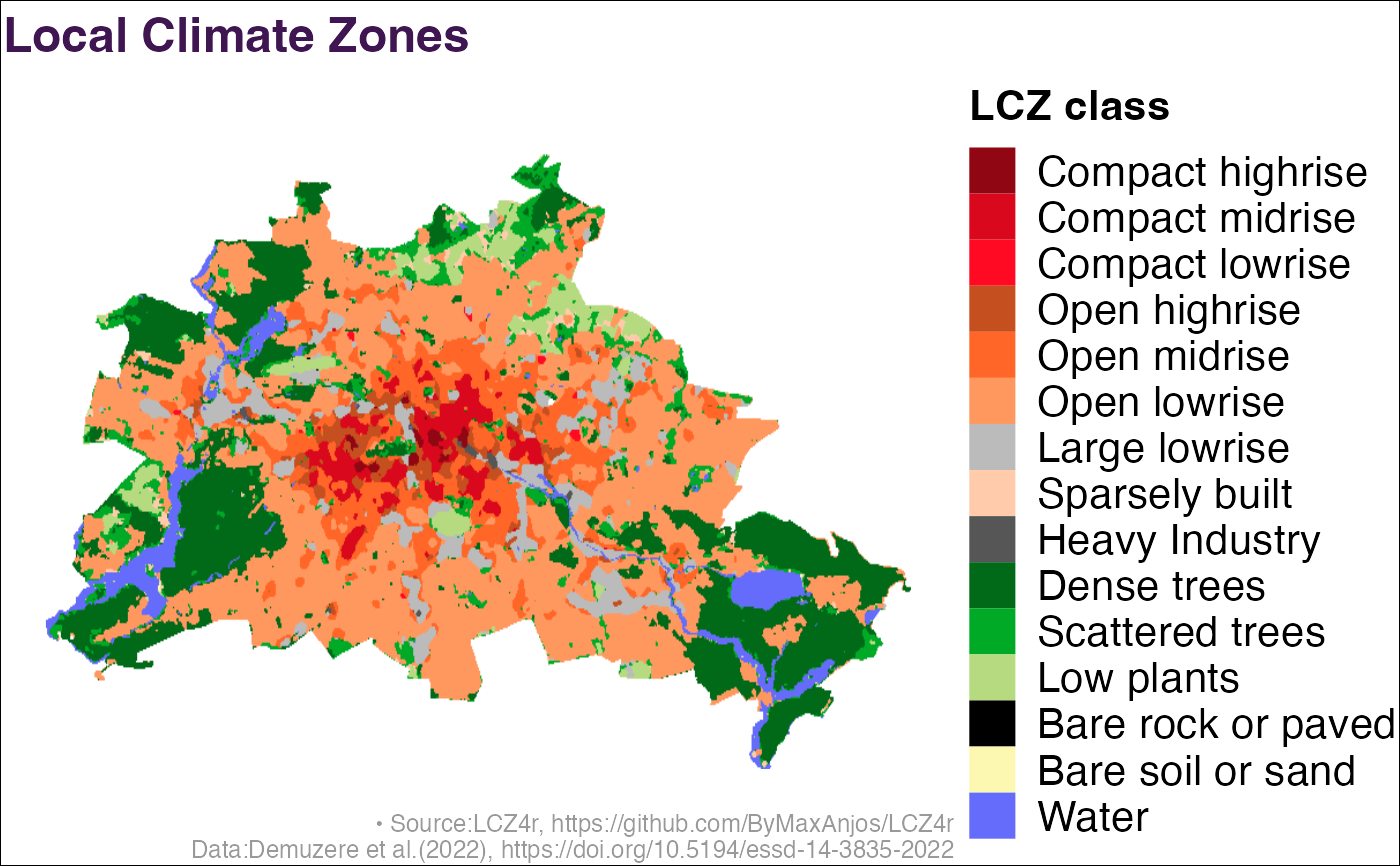 Local Climate Zones
LCZ class
Compact highrise
Compact midrise
Compact lowrise
Open highrise
Open midrise
Open lowrise
Large lowrise
Sparsely built
Heavy Industry
Dense trees
Scattered trees
Low plants
Bare rock or paved
Bare soil or sand
Water
• Source:LCZ4r, https://github.com/ByMaxAnjos/LCZ4r
Data:Demuzere et al.(2022), https://doi.org/10.5194/essd-14-3835-2022